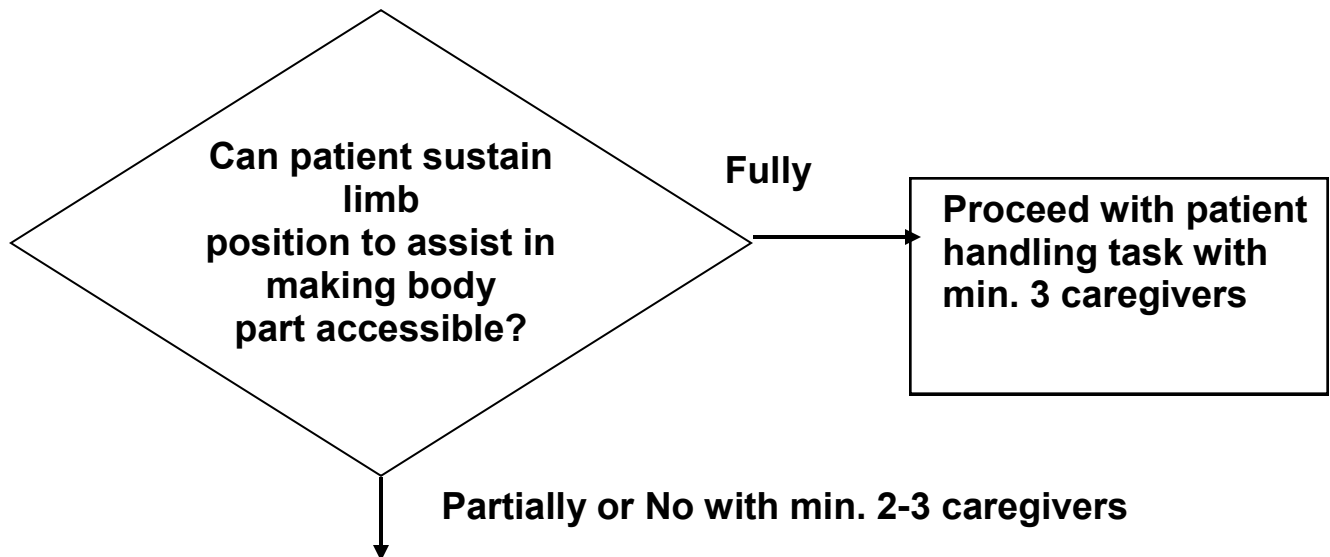 Can patient sustain
limb
position to assist in
making body
part accessible?
Fully
Proceed with patient
handling task with
min. 3 caregivers
Partially or No with min. 2-3 caregivers